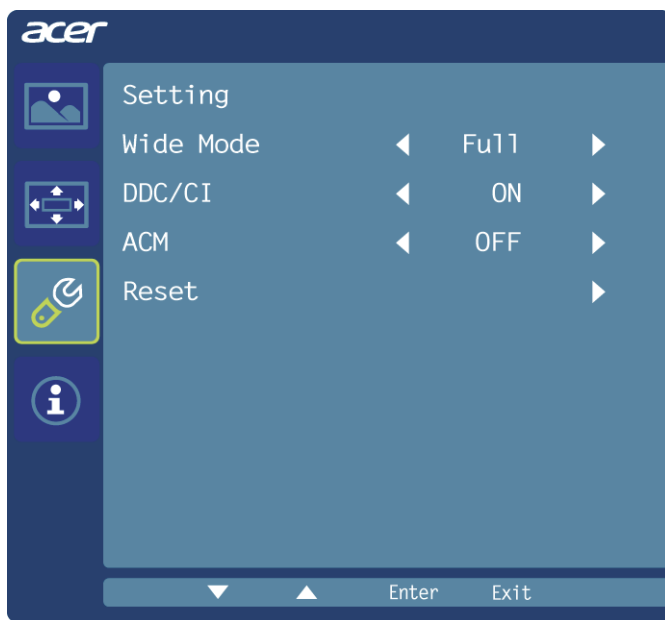 acer
Setting
Wide Mode Full
DDC/CI ON
ACM OFF
Reset
Enter Exit